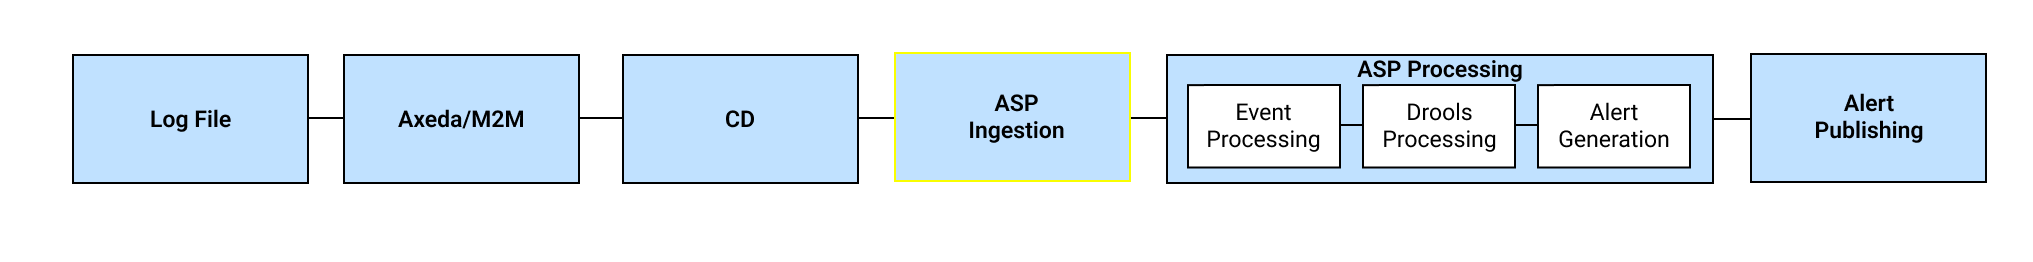 Log File
Axeda/M2M
CD
ASP
Ingestion
ASP Processing
Event
Processing
Drools
Processing
Alert
Generation
Alert
Publishing